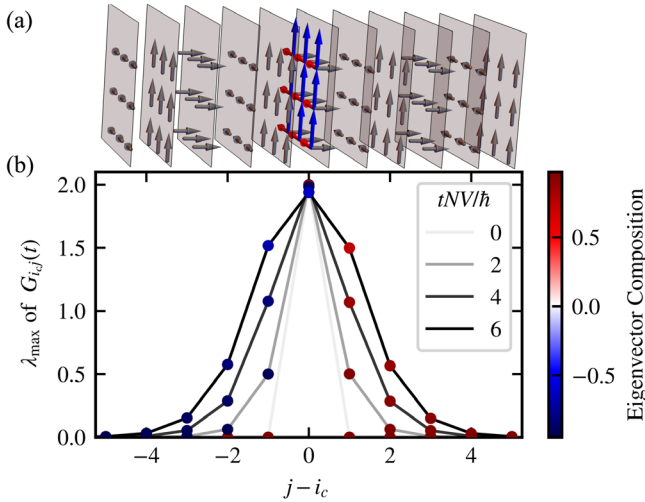 (a)
(b)
2.0
1.5
1.0
0.5
0.0
λmax of Gicj(t)
−4
−2
0
2
4
j − ic
tNV/ħ
0
2
4
6
0.5
0.0
−0.5
Eigenvector Composition